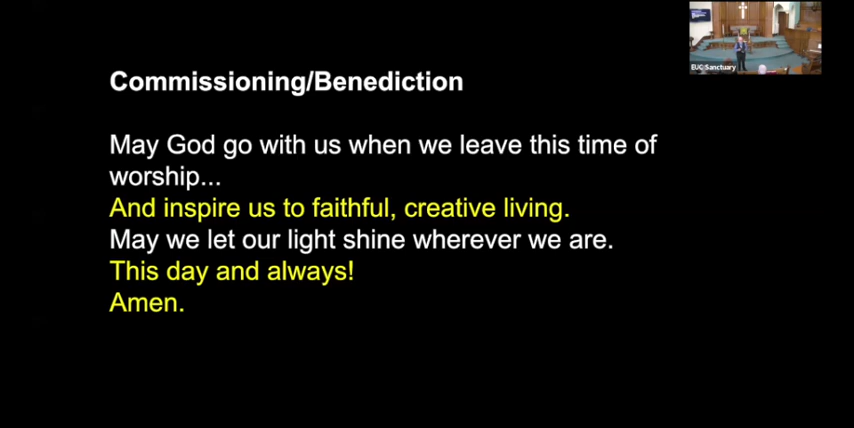 Commissioning/Benediction
May God go with us when we leave this time of
worship...
And inspire us to faithful, creative living.
May we let our light shine wherever we are.
This day and always!
Amen.
EUC Sanctuary